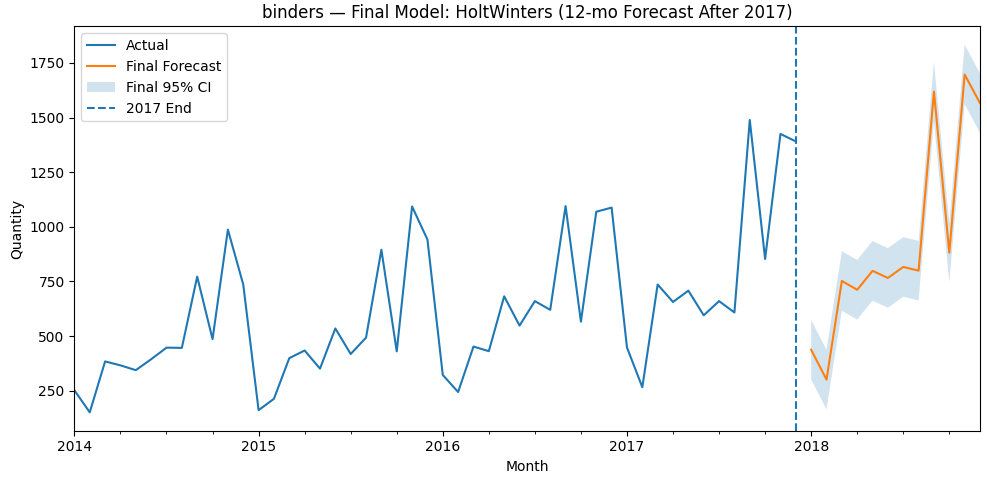 binders — Final Model: HoltWinters (12-mo Forecast After 2017)
Actual
Final Forecast
Final 95% CI
2017 End
Quantity
1750
1500
1250
1000
750
500
250
2014
2015
2016
2017
2018
Month